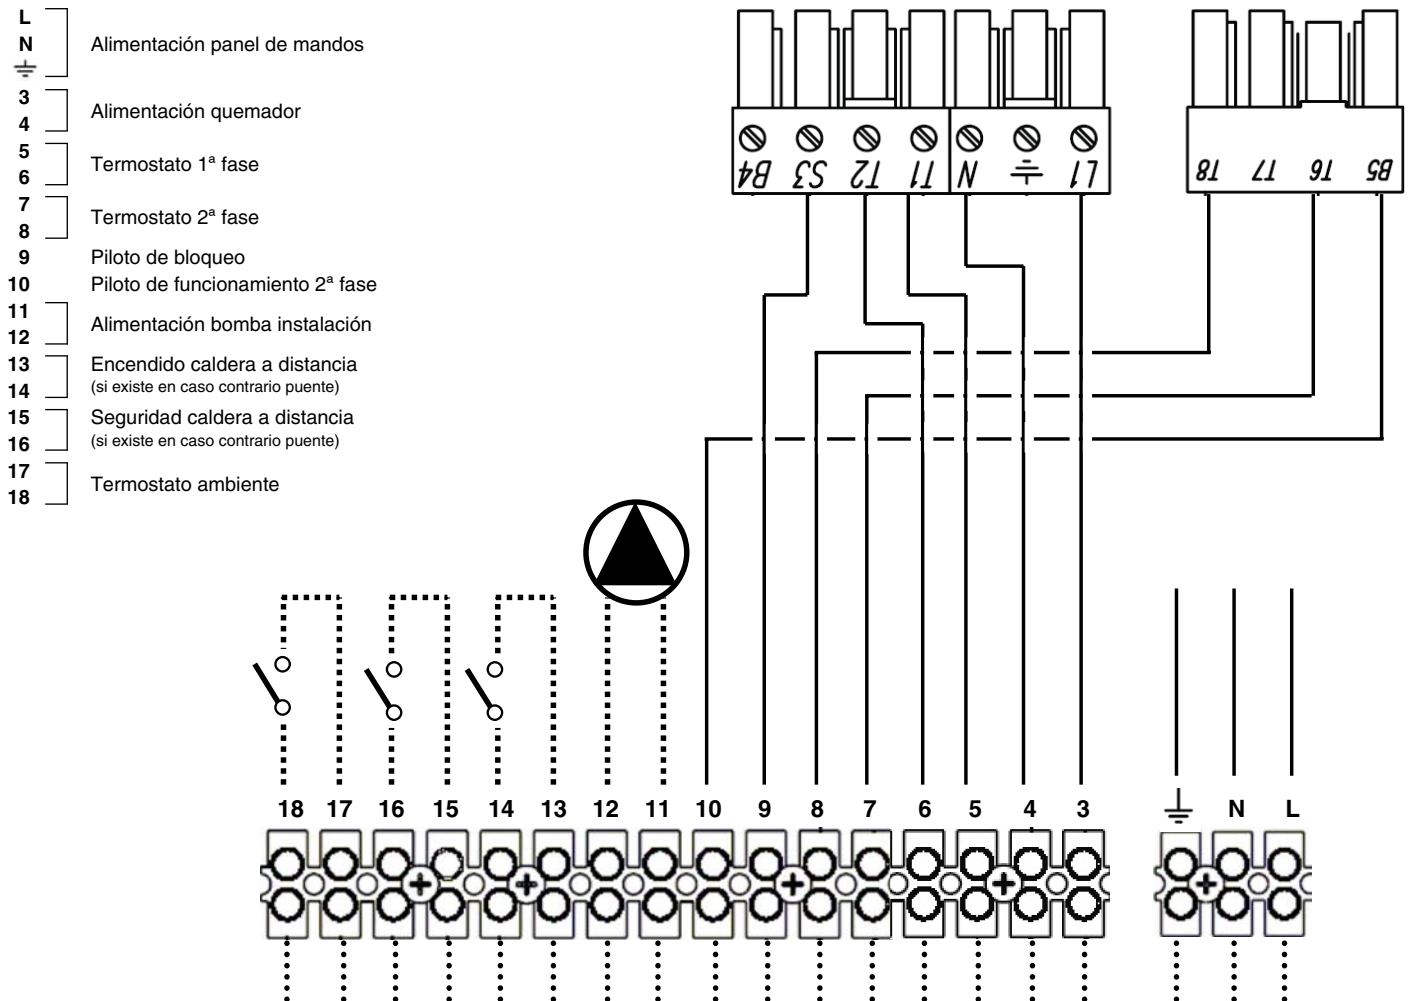 L
N
Alimentación panel de mandos
3
4
Alimentación quemador
5
6
Termostato 1ª fase
7
8
Termostato 2ª fase
9 Piloto de bloqueo
10 Piloto de funcionamiento 2ª fase
11
12
Alimentación bomba instalación
13
14
Encendido caldera a distancia
(si existe en caso contrario puente)
15
16
Seguridad caldera a distancia
(si existe en caso contrario puente)
17
18
Termostato ambiente
B4 S3 T2 T1 N L1
T8 T7 T6 B5
18 17 16 15 14 13 12 11 10 9 8 7 6 5 4 3
N L